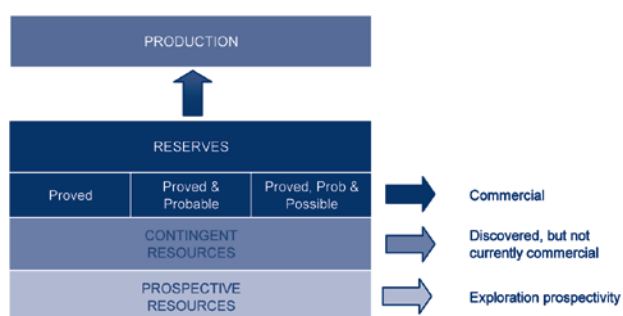 PRODUCTION
RESERVES
Proved
Proved &
Probable
Proved, Prob &
Possible
Commercial
CONTINGENT
RESOURCES
Discovered, but not
currently commercial
PROSPECTIVE
RESOURCES
Exploration prospectivity